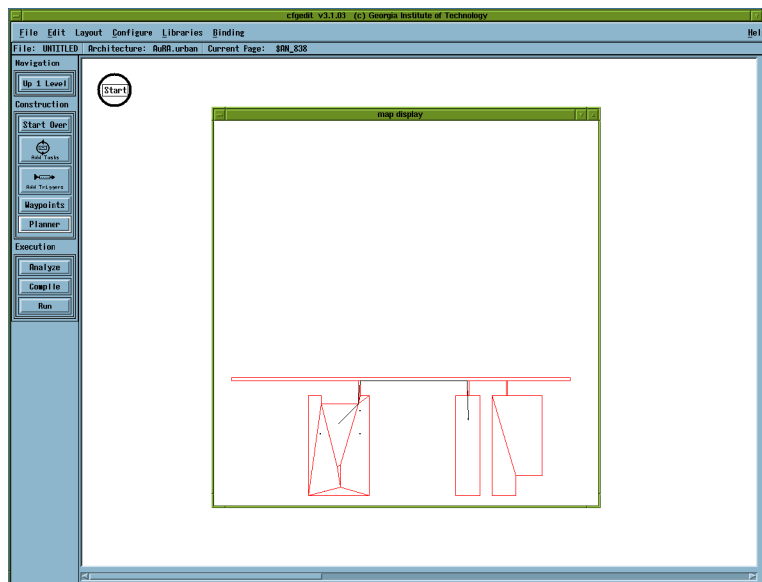 cfgedit v3.1.01 (c) Georgia Institute of Technology
File Edit Layout Configure Libraries Binding Hel
File: UNTITLED Architecture: AuRA.urban Current Page: $AN_838
Navigation
Up 1 Level
Construction
Start Over
Add Tasks
Add Triggers
Waypoints
Planner
Execution
Analyze
Compile
Run
Start
map display